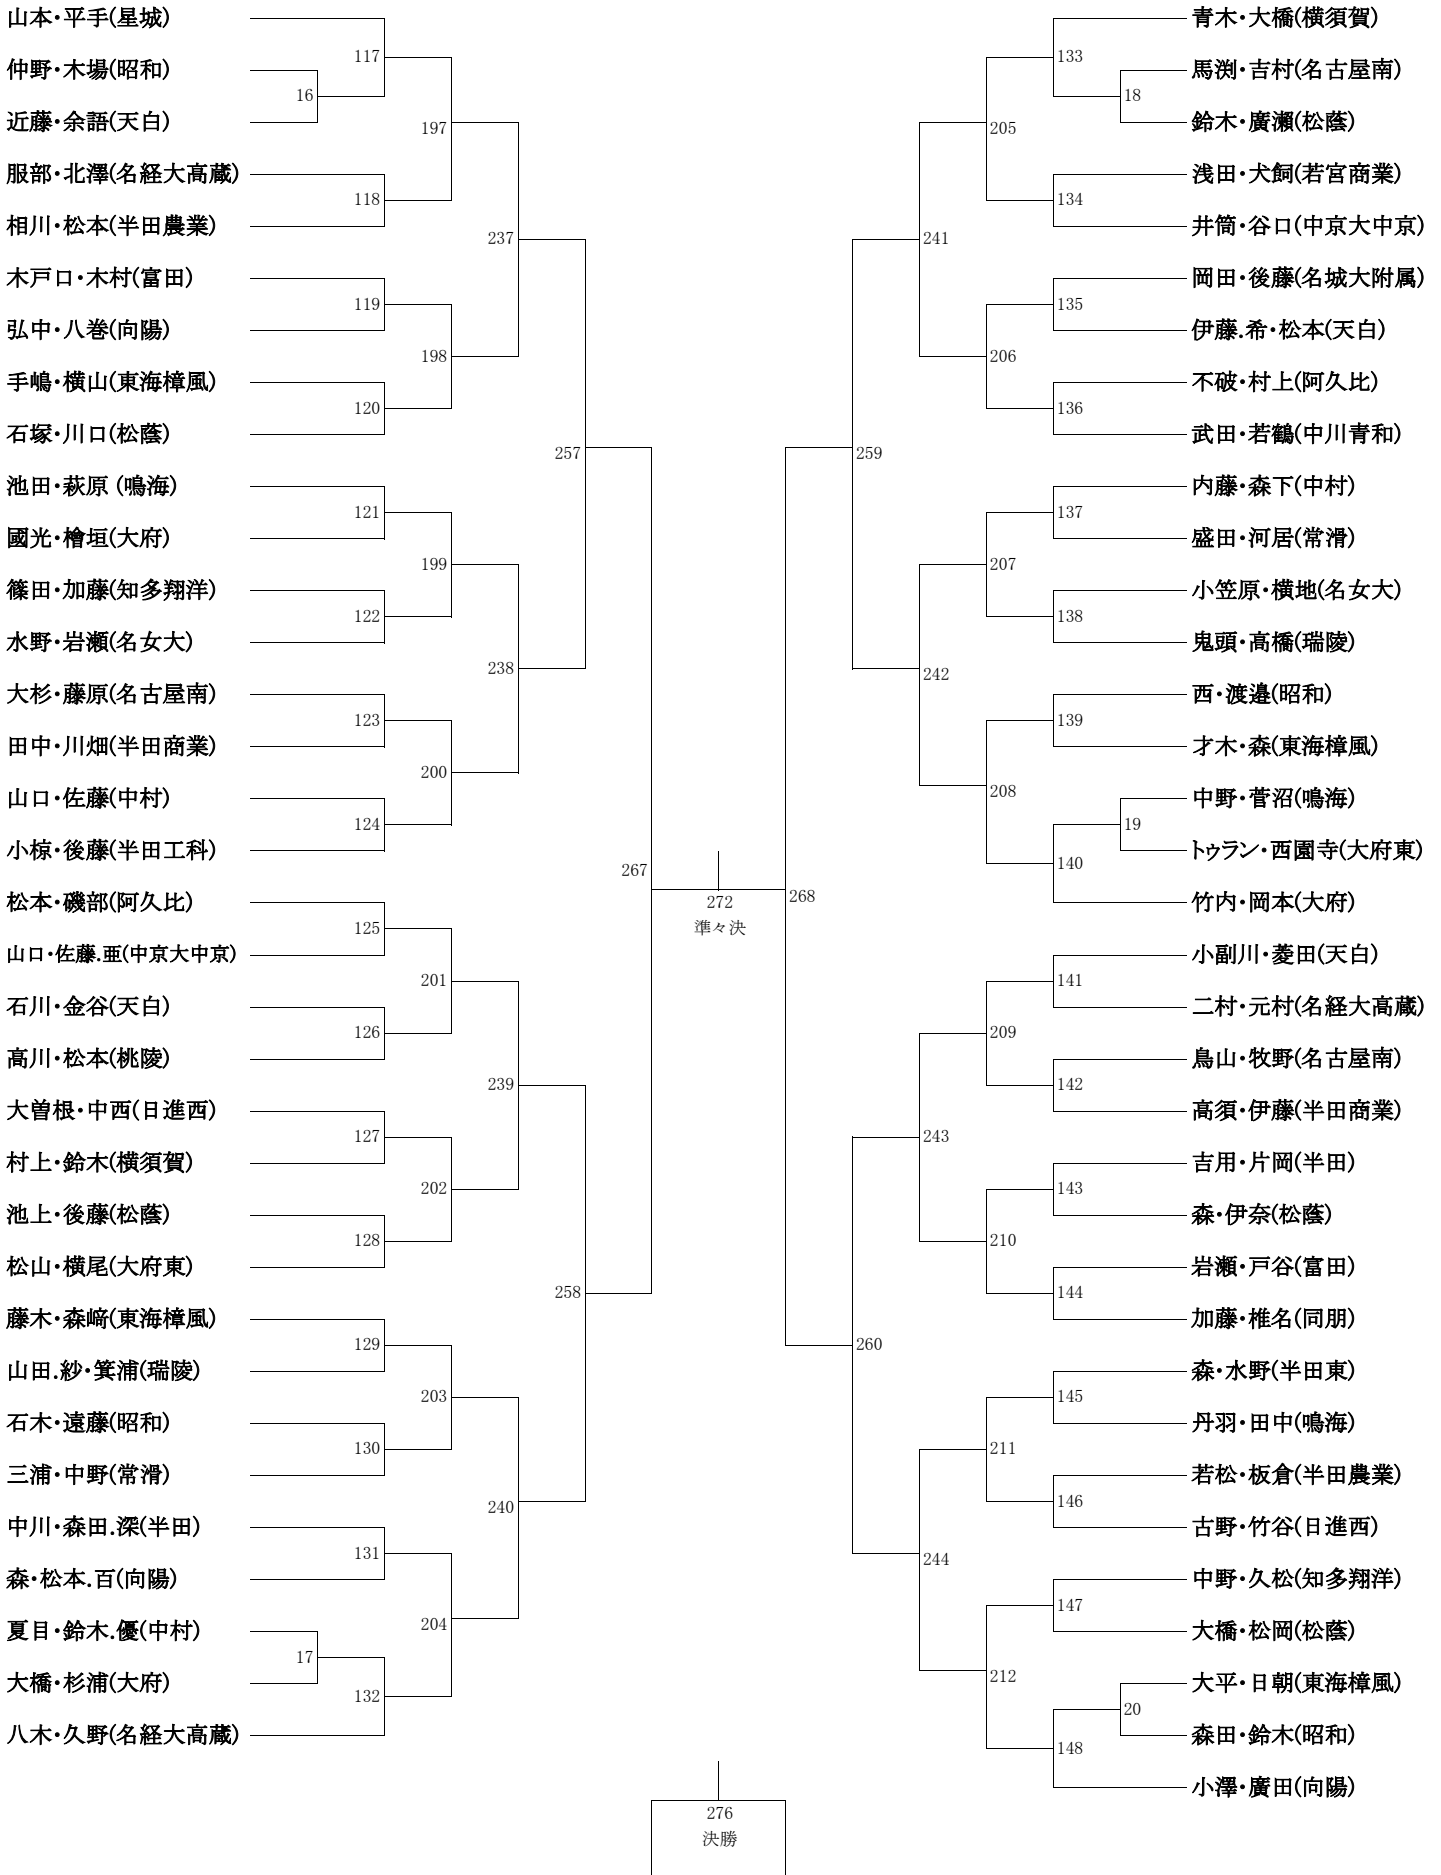 山本・平手(星城)
仲野・木場(昭和)
近藤・余語(天白)
服部・北澤(名経大高蔵)
相川・松本(半田農業)
木戸口・木村(富田)
弘中・八巻(向陽)
手嶋・横山(東海樟風)
石塚・川口(松蔭)
池田・萩原 (鳴海)
國光・檜垣(大府)
篠田・加藤(知多翔洋)
水野・岩瀬(名女大)
大杉・藤原(名古屋南)
田中・川畑(半田商業)
山口・佐藤(中村)
小椋・後藤(半田工科)
松本・磯部(阿久比)
山口・佐藤.亜(中京大中京)
石川・金谷(天白)
髙川・松本(桃陵)
大曽根・中西(日進西)
村上・鈴木(横須賀)
池上・後藤(松蔭)
松山・横尾(大府東)
藤木・森﨑(東海樟風)
山田.紗・箕浦(瑞陵)
石木・遠藤(昭和)
三浦・中野(常滑)
中川・森田.深(半田)
森・松本.百(向陽)
夏目・鈴木.優(中村)
大橋・杉浦(大府)
八木・久野(名経大高蔵)
16
17
117
118
119
120
121
122
123
124
125
126
127
128
129
130
131
132
197
198
199
200
201
202
203
204
237
238
239
240
257
258
267
272
準々決
268
276
決勝
259
260
241
242
243
244
205
206
207
208
209
210
211
212
133
134
135
136
137
138
139
140
141
142
143
144
145
146
147
148
18
19
20
青木・大橋(横須賀)
馬渕・吉村(名古屋南)
鈴木・廣瀬(松蔭)
浅田・犬飼(若宮商業)
井筒・谷口(中京大中京)
岡田・後藤(名城大附属)
伊藤.希・松本(天白)
不破・村上(阿久比)
武田・若鶴(中川青和)
内藤・森下(中村)
盛田・河居(常滑)
小笠原・横地(名女大)
鬼頭・髙橋(瑞陵)
西・渡邉(昭和)
才木・森(東海樟風)
中野・菅沼(鳴海)
トゥラン・西園寺(大府東)
竹内・岡本(大府)
小副川・菱田(天白)
二村・元村(名経大高蔵)
鳥山・牧野(名古屋南)
髙須・伊藤(半田商業)
吉用・片岡(半田)
森・伊奈(松蔭)
岩瀬・戸谷(富田)
加藤・椎名(同朋)
森・水野(半田東)
丹羽・田中(鳴海)
若松・板倉(半田農業)
古野・竹谷(日進西)
中野・久松(知多翔洋)
大橋・松岡(松蔭)
大平・日朝(東海樟風)
森田・鈴木(昭和)
小澤・廣田(向陽)